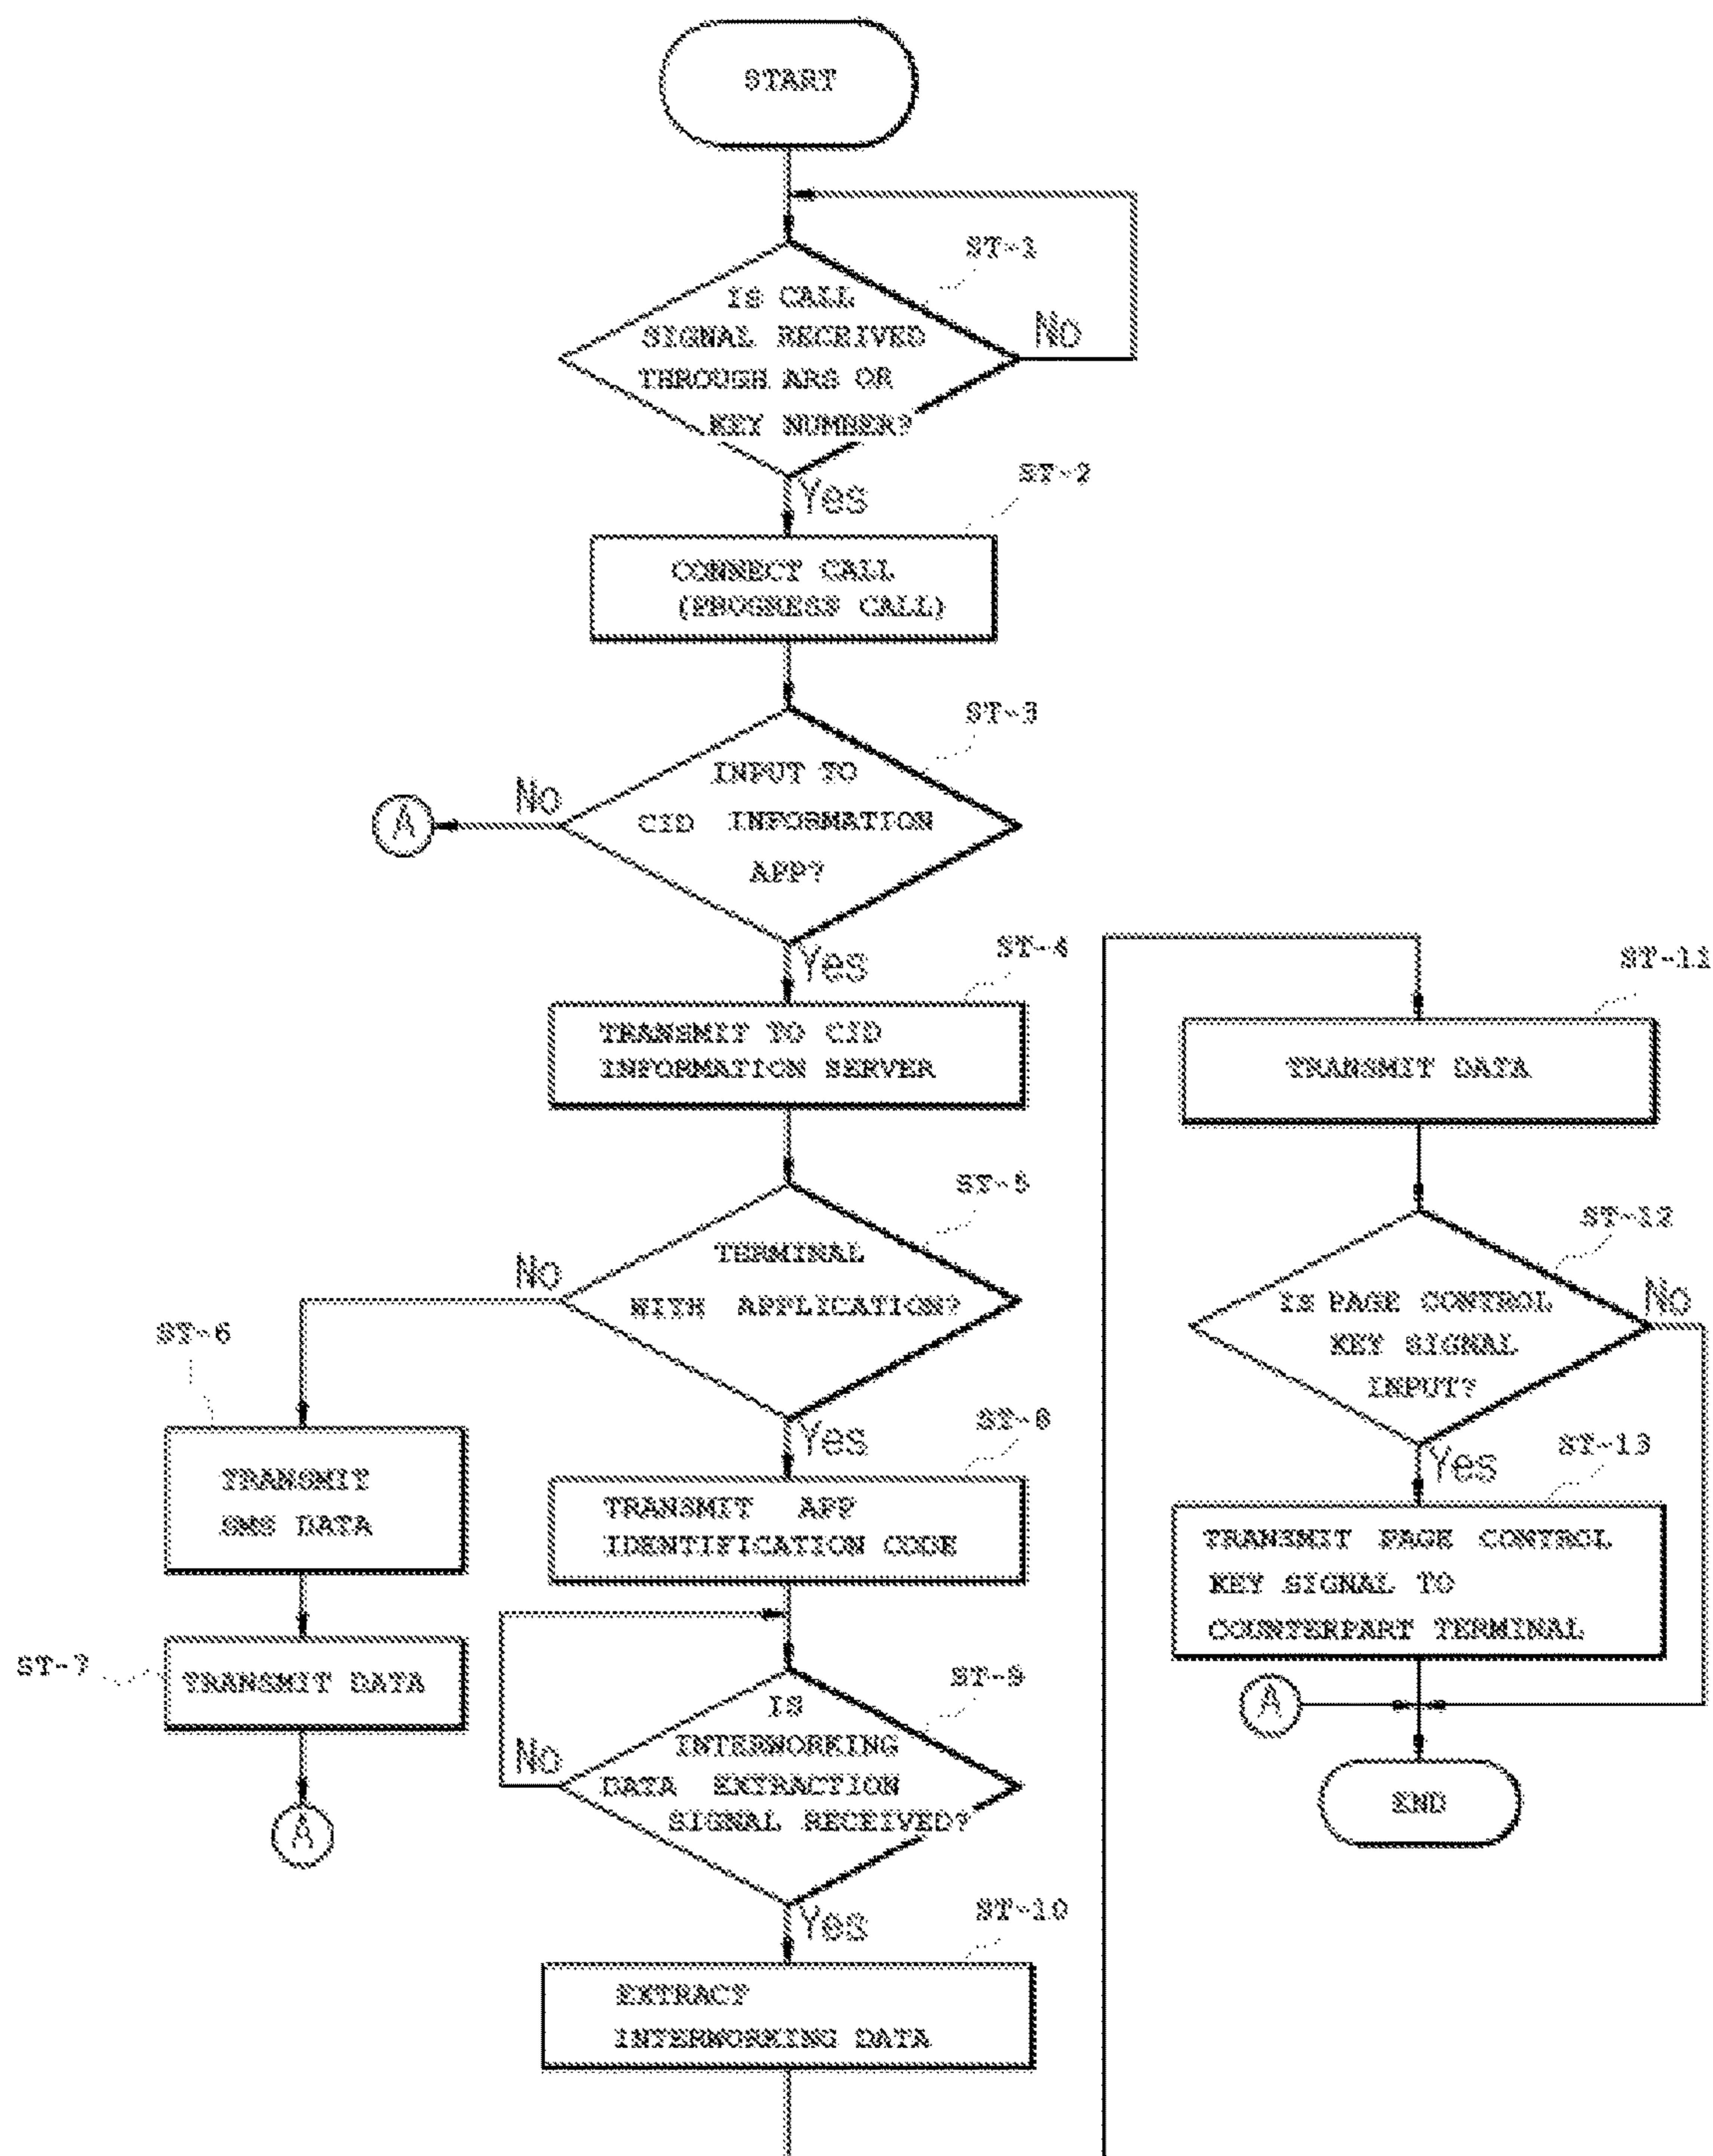 START
ST-1
IS CALL
SIGNAL RECEIVED
THROUGH ARS OR
KEY NUMBER?
No
Yes
ST-2
CONNECT CALL
(PROGRESS CALL)
ST-3
INPUT TO
CID INFORMATION
APP?
No
A
Yes
ST-4
TRANSMIT TO CID
INFORMATION SERVER
ST-5
TERMINAL
WITH APPLICATION?
No
ST-6
TRANSMIT
SMS DATA
ST-7
TRANSMIT DATA
A
Yes
ST-8
TRANSMIT APP
IDENTIFICATION CODE
ST-9
IS
INTERWORKING
DATA EXTRACTION
SIGNAL RECEIVED?
No
Yes
ST-10
EXTRACT
INTERWORKING DATA
ST-11
TRANSMIT DATA
ST-12
IS PAGE CONTROL
KEY SIGNAL
INPUT?
No
Yes
ST-13
TRANSMIT PAGE CONTROL
KEY SIGNAL TO
COUNTERPART TERMINAL
A
END